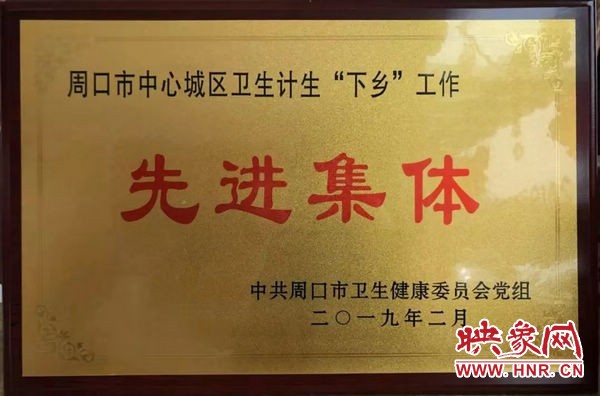 周口市中心城区卫生计生“下乡”工作
先进集体
中共周口市卫生健康委员会党组
二〇一九年二月
映象网
WWW.HNR.CN